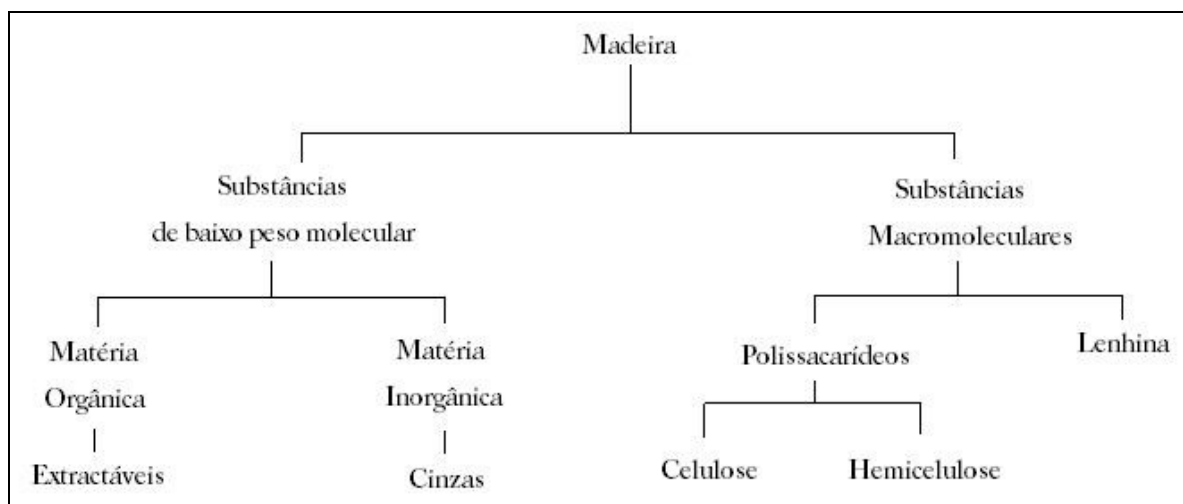 Madeira
Substâncias
de baixo peso molecular
Substâncias
Macromoleculares
Matéria
Orgânica
Extractáveis
Matéria
Inorgânica
Cinzas
Polissacarídeos
Lenhina
Celulose
Hemicelulose